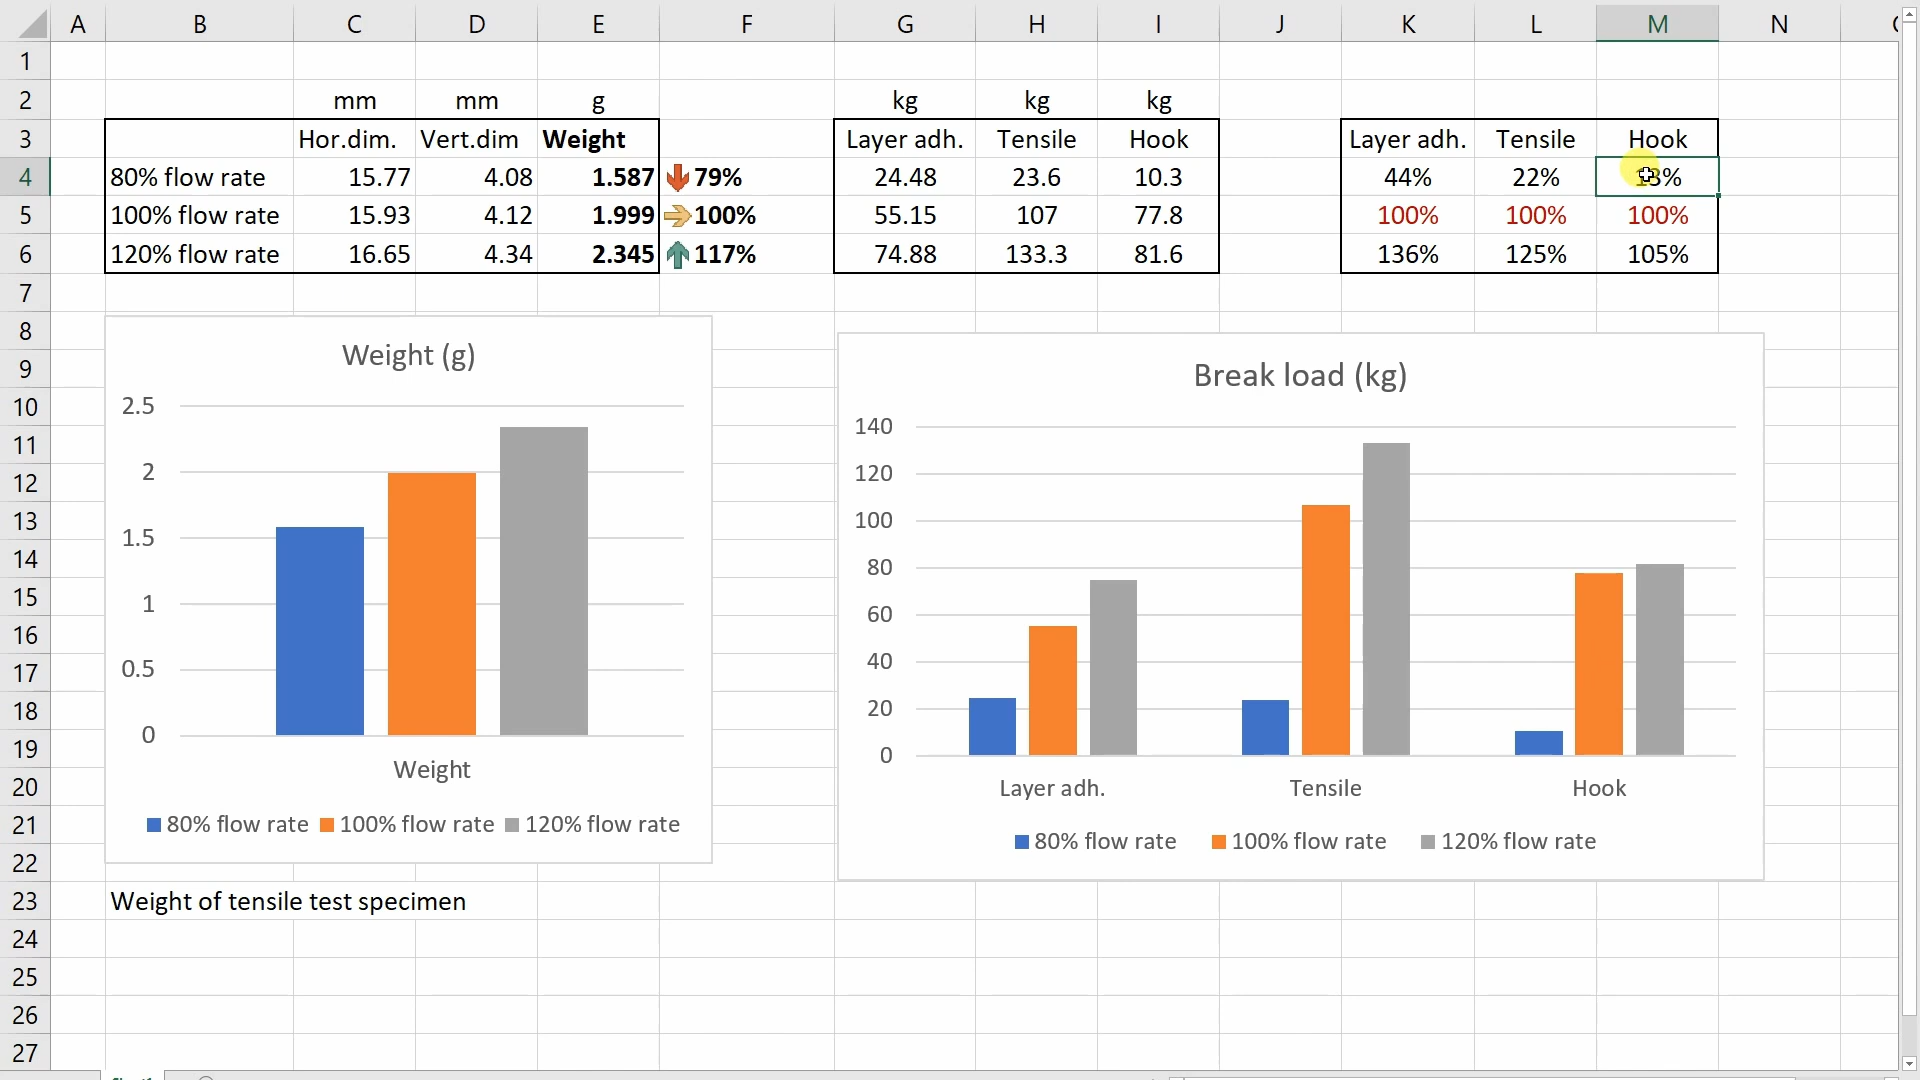 A B C D E F G H I J K L M N
1
2 mm mm g kg kg kg
3 Hor.dim. Vert.dim Weight Layer adh. Tensile Hook Layer adh. Tensile Hook
4 80% flow rate 15.77 4.08 1.587 79% 24.48 23.6 10.3 44% 22% 13%
5 100% flow rate 15.93 4.12 1.999 100% 55.15 107 77.8 100% 100% 100%
6 120% flow rate 16.65 4.34 2.345 117% 74.88 133.3 81.6 136% 125% 105%
7
8
9
10
11
12
13
14
15
16
17
18
19
20
21
22
23 Weight of tensile test specimen
24
25
26
27
Weight (g)
2.5
2
1.5
1
0.5
0
Weight
80% flow rate 100% flow rate 120% flow rate
Break load (kg)
140
120
100
80
60
40
20
0
Layer adh. Tensile Hook
80% flow rate 100% flow rate 120% flow rate